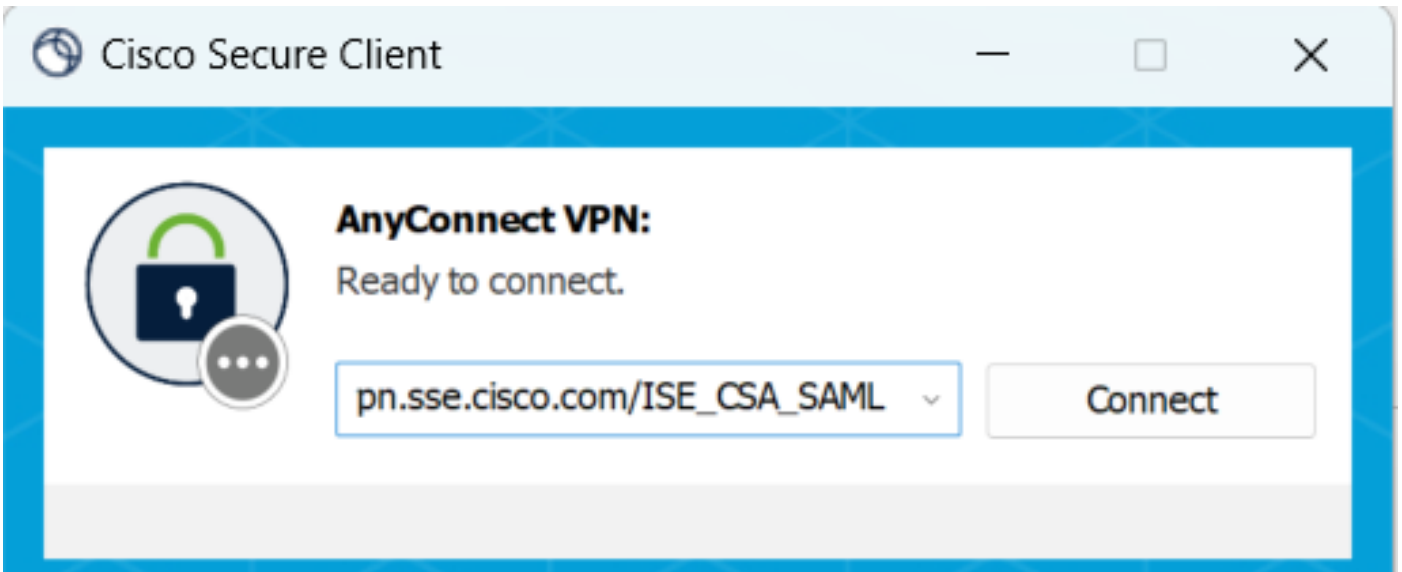 Cisco Secure Client
AnyConnect VPN:
Ready to connect.
pn.sse.cisco.com/ISE_CSA_SAML
Connect